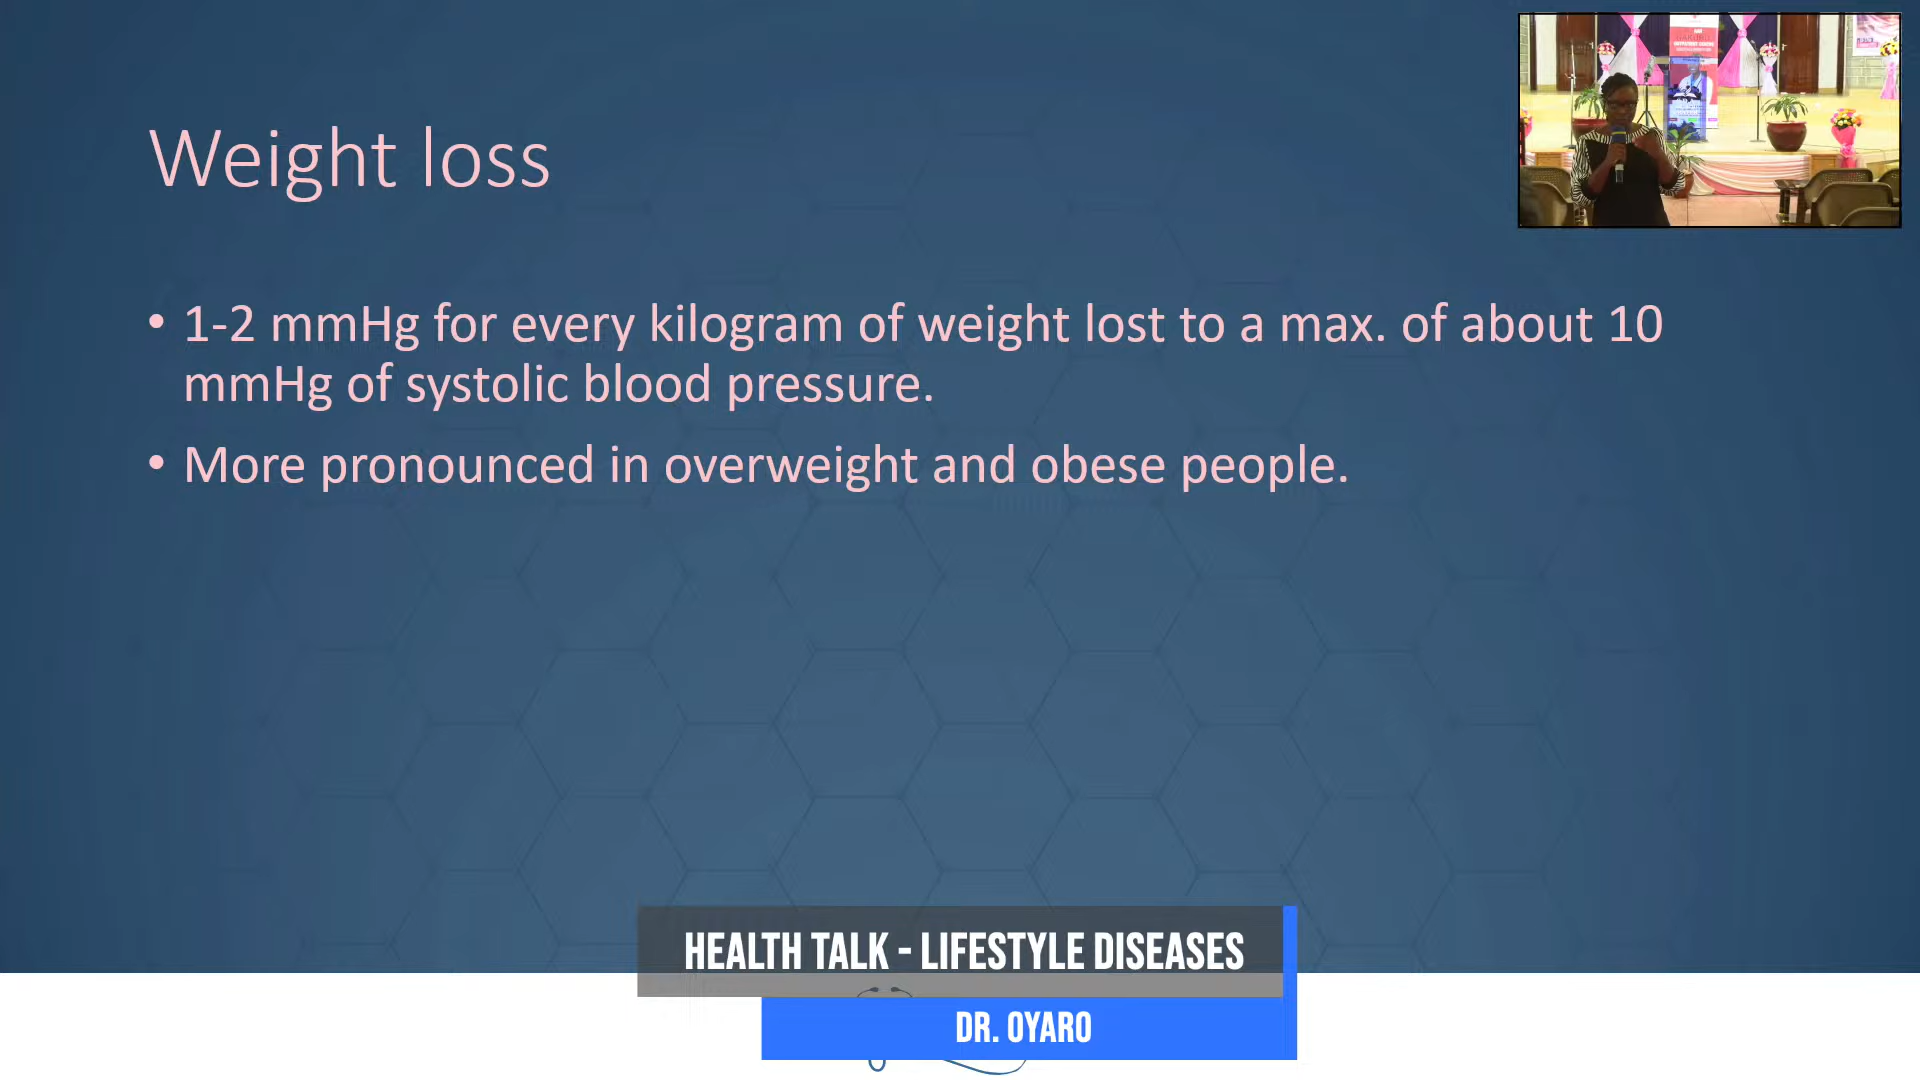 Weight loss
• 1-2 mmHg for every kilogram of weight lost to a max. of about 10
mmHg of systolic blood pressure.
• More pronounced in overweight and obese people.
HEALTH TALK - LIFESTYLE DISEASES
DR. OYARO